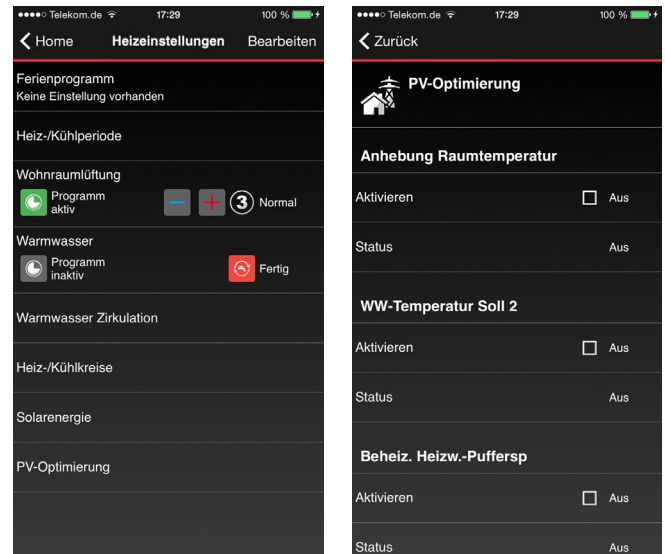 Telekom.de 17:29 100 %
Home Heizeinstellungen Bearbeiten
Ferienprogramm
Keine Einstellung vorhanden
Heiz-/Kühlperiode
Wohnraumlüftung
Programm
aktiv
3 Normal
Warmwasser
Programm
inaktiv
Fertig
Warmwasser Zirkulation
Heiz-/Kühlkreise
Solarenergie
PV-Optimierung
Telekom.de 17:29 100 %
Zurück
PV-Optimierung
Anhebung Raumtemperatur
Aktivieren Aus
Status Aus
WW-Temperatur Soll 2
Aktivieren Aus
Status Aus
Beheiz. Heizw.-Puffersp
Aktivieren Aus
Status Aus